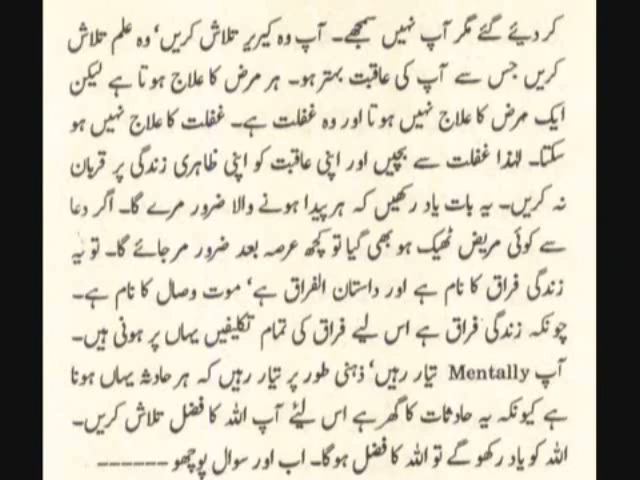 کر دیئے گئے مگر آپ نہیں سمجھے۔ آپ وہ کیریر تلاش کریں‘ وہ علم تلاش
کریں جس سے آپ کی عاقبت بہتر ہو۔ ہر مرض کا علاج ہوتا ہے لیکن
ایک مرض کا علاج نہیں ہوتا اور وہ غفلت ہے۔ غفلت کا علاج نہیں ہو
سکتا۔ لہٰذا غفلت سے بچیں اور اپنی عاقبت کو اپنی ظاہری زندگی پر قربان
نہ کریں۔ یہ بات یاد رکھیں کہ ہر پیدا ہونے والا ضرور مرے گا۔ اگر دعا
سے کوئی مریض ٹھیک ہو بھی گیا تو کچھ عرصہ بعد ضرور مر جائے گا۔ تو یہ
زندگی فراق کا نام ہے اور داستان الفراق ہے‘ موت وصال کا نام ہے۔
چونکہ زندگی فراق ہے اس لیے فراق کی تمام تکلیفیں یہاں پر ہونی ہیں۔
آپ Mentally تیار رہیں‘ ذہنی طور پر تیار رہیں کہ ہر حادثہ یہاں ہونا
ہے کیونکہ یہ حادثات کا گھر ہے اس لیئے آپ اللہ کا فضل تلاش کریں۔
اللہ کو یاد رکھو گے تو اللہ کا فضل ہوگا۔ اب اور سوال پوچھو ------